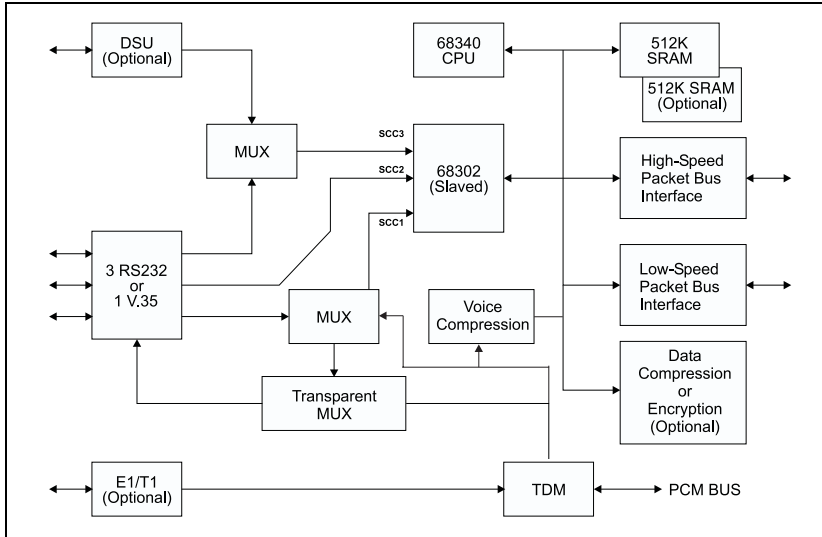 DSU
(Optional)
68340
CPU
512K
SRAM
512K SRAM
(Optional)
MUX
SCC3
SCC2
SCC1
68302
(Slaved)
High-Speed
Packet Bus
Interface
3 RS232
or
1 V.35
MUX
Voice
Compression
Low-Speed
Packet Bus
Interface
Transparent
MUX
Data
Compression
or
Encryption
(Optional)
E1/T1
(Optional)
TDM
PCM BUS